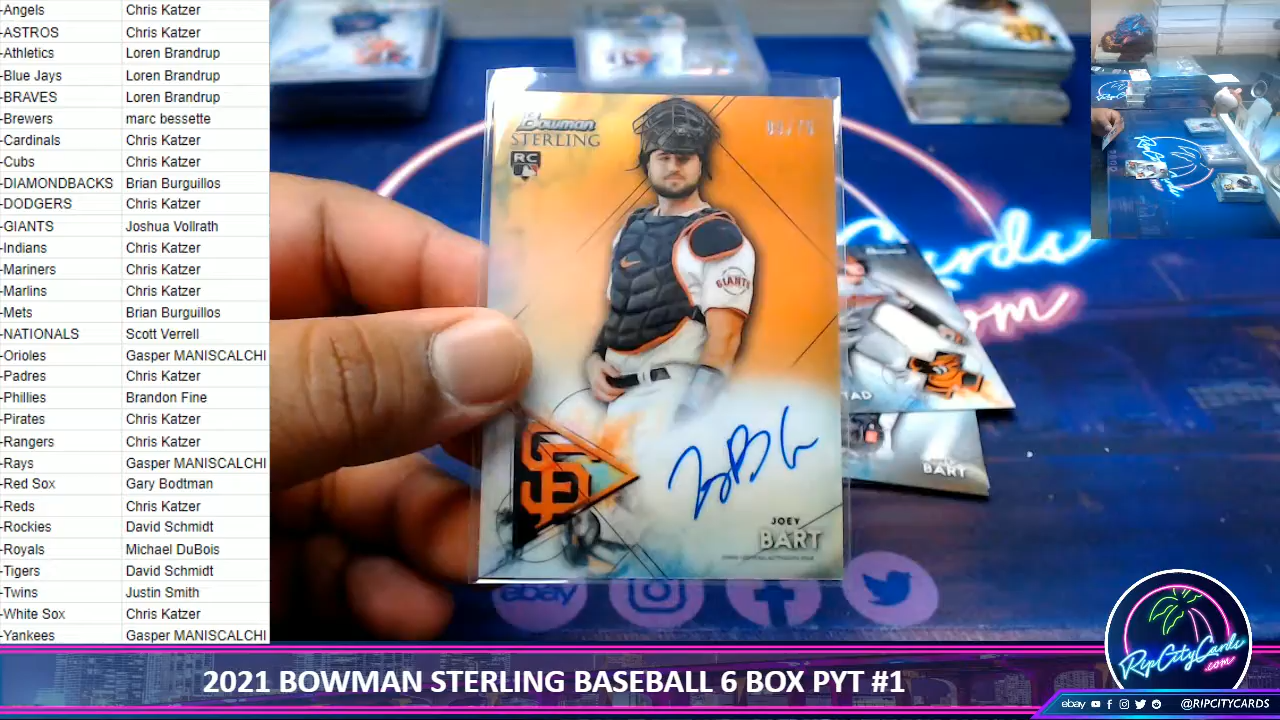 -Angels Chris Katzer
-ASTROS Chris Katzer
-Athletics Loren Brandrup
-Blue Jays Loren Brandrup
-BRAVES Loren Brandrup
-Brewers marc bessette
-Cardinals Chris Katzer
-Cubs Chris Katzer
-DIAMONDBACKS Brian Burguillos
-DODGERS Chris Katzer
-GIANTS Joshua Vollrath
-Indians Chris Katzer
-Mariners Chris Katzer
-Marlins Chris Katzer
-Mets Brian Burguillos
-NATIONALS Scott Verrell
-Orioles Gasper MANISCALCHI
-Padres Chris Katzer
-Phillies Brandon Fine
-Pirates Chris Katzer
-Rangers Chris Katzer
-Rays Gasper MANISCALCHI
-Red Sox Gary Bodtman
-Reds Chris Katzer
-Rockies David Schmidt
-Royals Michael DuBois
-Tigers David Schmidt
-Twins Justin Smith
-White Sox Chris Katzer
-Yankees Gasper MANISCALCHI
Bowman
STERLING
RC
GIANTS
SF
JOEY
BART
BART
ebay
RipCityCards
.com
2021 BOWMAN STERLING BASEBALL 6 BOX PYT #1
ebay @RIPCITYCARDS